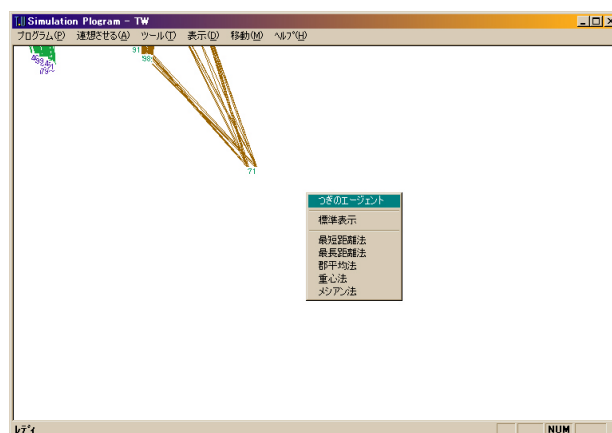 Simulation Plogram - TW
プログラム(P) 連想させる(A) ツール(T) 表示(D) 移動(M) ヘルプ(H)
91
98
71
つぎのエージェント
標準表示
最短距離法
最長距離法
郡平均法
重心法
メシアン法
レディ
NUM